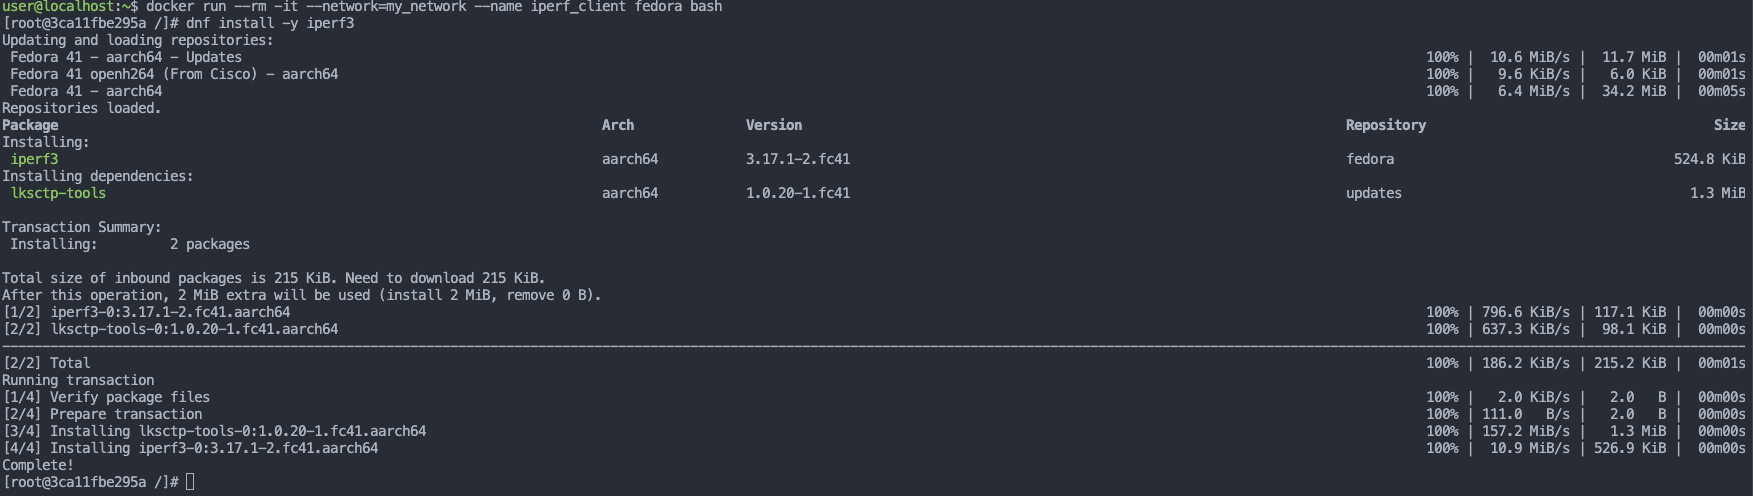 user@localhost:~$ docker run --rm -it --network=my_network --name iperf_client fedora bash
[root@3ca11fbe295a /]# dnf install -y iperf3
Updating and loading repositories:
 Fedora 41 - aarch64 - Updates 100% | 10.6 MiB/s | 11.7 MiB | 00m01s
 Fedora 41 openh264 (From Cisco) - aarch64 100% | 9.6 KiB/s | 6.0 KiB | 00m01s
 Fedora 41 - aarch64 100% | 6.4 MiB/s | 34.2 MiB | 00m05s
Repositories loaded.
Package Arch Version Repository Size
Installing:
 iperf3 aarch64 3.17.1-2.fc41 fedora 524.8 KiB
Installing dependencies:
 lksctp-tools aarch64 1.0.20-1.fc41 updates 1.3 MiB

Transaction Summary:
 Installing: 2 packages

Total size of inbound packages is 215 KiB. Need to download 215 KiB.
After this operation, 2 MiB extra will be used (install 2 MiB, remove 0 B).
[1/2] iperf3-0:3.17.1-2.fc41.aarch64 100% | 796.6 KiB/s | 117.1 KiB | 00m00s
[2/2] lksctp-tools-0:1.0.20-1.fc41.aarch64 100% | 637.3 KiB/s | 98.1 KiB | 00m00s
[2/2] Total 100% | 186.2 KiB/s | 215.2 KiB | 00m01s
Running transaction
[1/4] Verify package files 100% | 2.0 KiB/s | 2.0 B | 00m00s
[2/4] Prepare transaction 100% | 111.0 B/s | 2.0 B | 00m00s
[3/4] Installing lksctp-tools-0:1.0.20-1.fc41.aarch64 100% | 157.2 MiB/s | 1.3 MiB | 00m00s
[4/4] Installing iperf3-0:3.17.1-2.fc41.aarch64 100% | 10.9 MiB/s | 526.9 KiB | 00m00s
Complete!
[root@3ca11fbe295a /]#